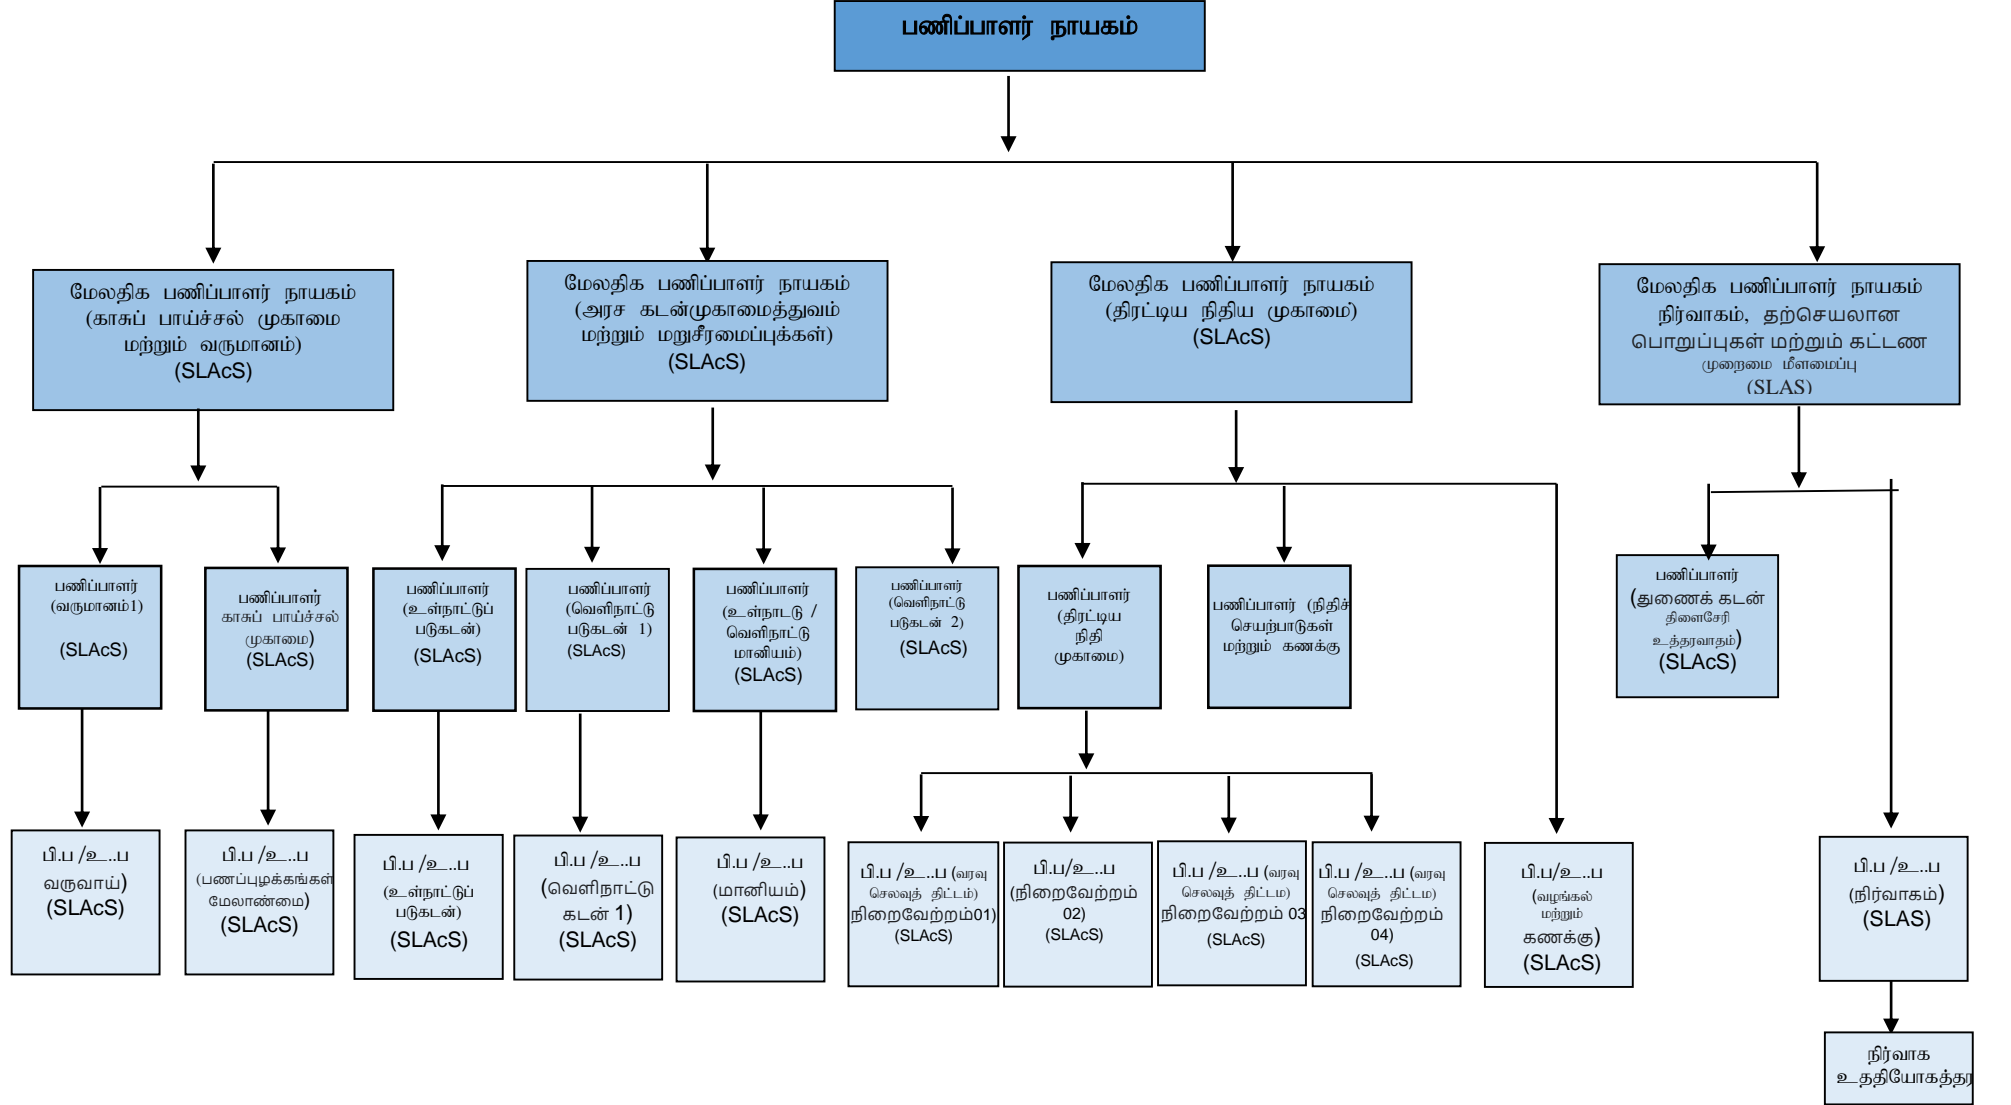 பணிப்பாளர் நாயகம்
மேலதிக பணிப்பாளர் நாயகம்
(காசுப் பாய்ச்சல் முகாமை
மற்றும் வருமானம்)
(SLAcS)
மேலதிக பணிப்பாளர் நாயகம்
(அரச கடன்முகாமைத்துவம்
மற்றும் மறுசீரமைப்புக்கள்)
(SLAcS)
மேலதிக பணிப்பாளர் நாயகம்
(திரட்டிய நிதிய முகாமை)
(SLAcS)
மேலதிக பணிப்பாளர் நாயகம்
நிர்வாகம், தற்செயலான
பொறுப்புகள் மற்றும் கட்டண
முறைமை மீளமைப்பு
(SLAS)
பணிப்பாளர்
(வருமானம்1)
(SLAcS)
பணிப்பாளர்
காசுப் பாய்ச்சல்
முகாமை)
(SLAcS)
பணிப்பாளர்
(உள்நாட்டுப்
படுகடன்)
(SLAcS)
பணிப்பாளர்
(வெளிநாட்டு
படுகடன் 1)
(SLAcS)
பணிப்பாளர்
(உள்நாடடு /
வெளிநாட்டு
மானியம்)
(SLAcS)
பணிப்பாளர்
(வெளிநாட்டு
படுகடன் 2)
(SLAcS)
பணிப்பாளர்
(திரட்டிய
நிதி
முகாமை)
பணிப்பாளர் (நிதிச்
செயற்பாடுகள்
மற்றும் கணக்கு
பணிப்பாளர்
(துணைக் கடன்
திளைசேரி
உத்தரவாதம்)
(SLAcS)
பி.ப /உ..ப
வருவாய்)
(SLAcS)
பி.ப /உ..ப
(பணப்புழக்கங்கள்
மேலாண்மை)
(SLAcS)
பி.ப /உ..ப
(உள்நாட்டுப்
படுகடன்)
(SLAcS)
பி.ப /உ..ப
(வெளிநாட்டு
கடன் 1)
(SLAcS)
பி.ப /உ..ப
(மானியம்)
(SLAcS)
பி.ப /உ..ப (வரவு
செலவுத் திட்டம்)
நிறைவேற்றம்01)
(SLAcS)
பி.ப/உ..ப
(நிறைவேற்றம்
02)
(SLAcS)
பி.ப /உ..ப (வரவு
செலவுத் திட்டம)
நிறைவேற்றம் 03
(SLAcS)
பி.ப /உ..ப (வரவு
செலவுத் திட்டம)
நிறைவேற்றம்
04)
(SLAcS)
பி.ப/உ..ப
(வழங்கல்
மற்றும்
கணக்கு)
(SLAcS)
பி.ப /உ..ப
(நிர்வாகம்)
(SLAS)
நிர்வாக
உததியோகத்தர